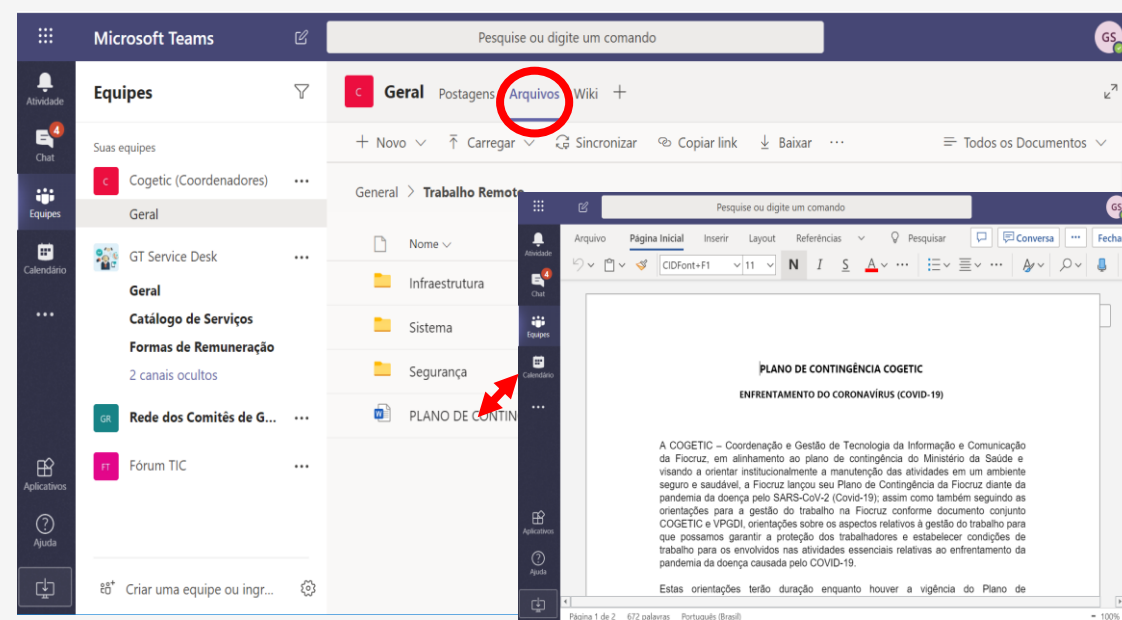 Microsoft Teams
Pesquise ou digite um comando
GS
Atividade
4
Chat
Equipes
Calendário
Aplicativos
Ajuda
Equipes
Suas equipes
C
Cogetic (Coordenadores)
Geral
GT Service Desk
Geral
Catálogo de Serviços
Formas de Remuneração
2 canais ocultos
GR
Rede dos Comitês de G...
FT
Fórum TIC
Criar uma equipe ou ingr...
C
Geral Postagens Arquivos Wiki
Novo Carregar Sincronizar Copiar link Baixar ... Todos os Documentos
General > Trabalho Remoto
Nome
Infraestrutura
Sistema
Segurança
PLANO DE CONTIN
Pesquise ou digite um comando
GS
Atividade
4
Chat
Equipes
Calendário
Aplicativos
Ajuda
Arquivo Página Inicial Inserir Layout Referências Pesquisar Conversa ... Fecha
CIDFont+F1 11 N I S A ...
PLANO DE CONTINGÊNCIA COGETIC
ENFRENTAMENTO DO CORONAVÍRUS (COVID-19)
A COGETIC – Coordenação e Gestão de Tecnologia da Informação e Comunicação
da Fiocruz, em alinhamento ao plano de contingência do Ministério da Saúde e
visando a orientar institucionalmente a manutenção das atividades em um ambiente
seguro e saudável, a Fiocruz lançou seu Plano de Contingência da Fiocruz diante da
pandemia da doença pelo SARS-CoV-2 (Covid-19); assim como também seguindo as
orientações para a gestão do trabalho na Fiocruz conforme documento conjunto
COGETIC e VPGDI, orientações sobre os aspectos relativos à gestão do trabalho para
que possamos garantir a proteção dos trabalhadores e estabelecer condições de
trabalho para os envolvidos nas atividades essenciais relativas ao enfrentamento da
pandemia da doença causada pelo COVID-19.
Estas orientações terão duração enquanto houver a vigência do Plano de
Página 1 de 2 672 palavras Português (Brasil) - 100%